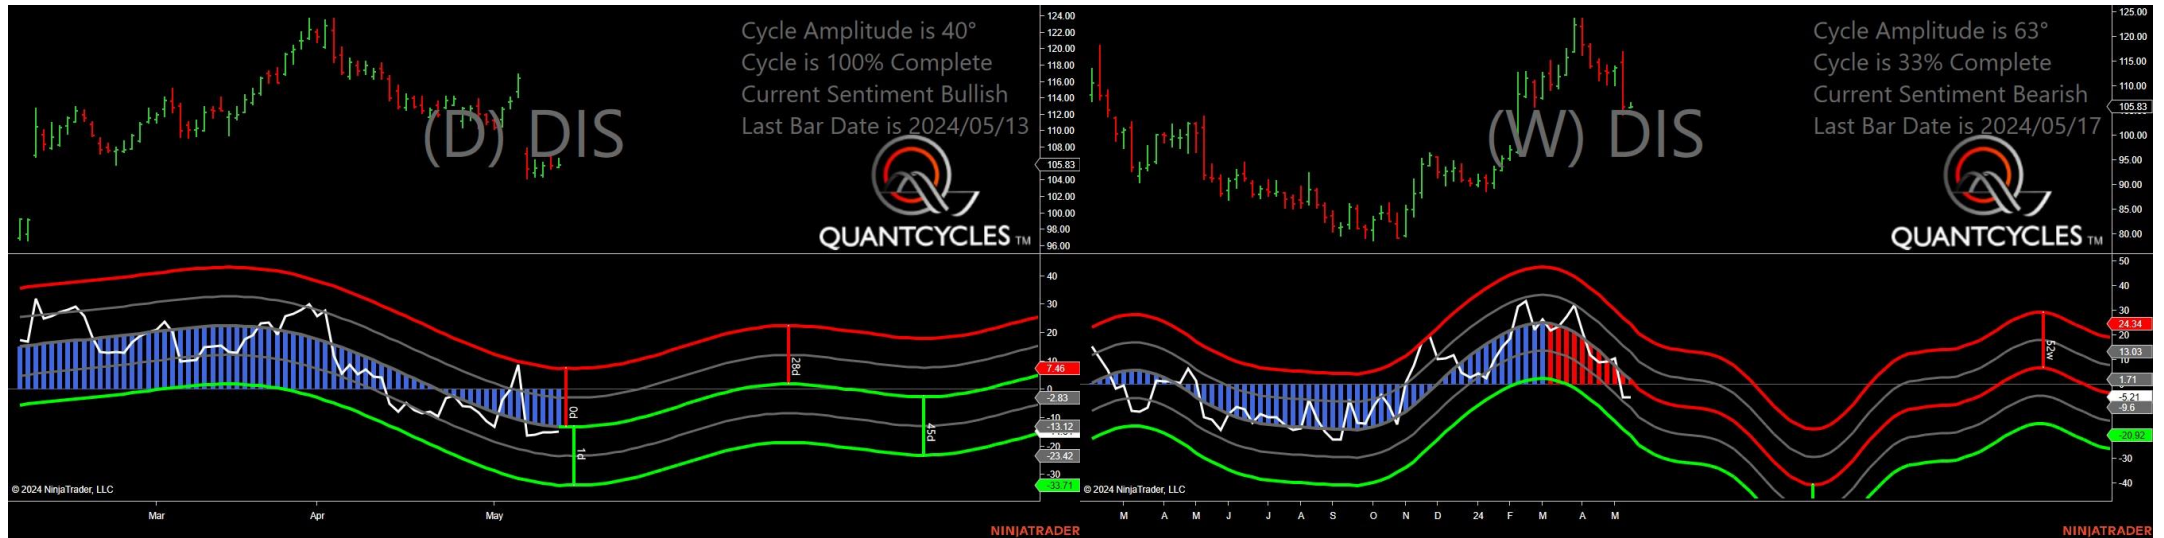 Cycle Amplitude is 40°
Cycle is 100% Complete
Current Sentiment Bullish
Last Bar Date is 2024/05/13
(D) DIS
QUANTCYCLES TM
124.00
122.00
120.00
118.00
116.00
114.00
112.00
110.00
108.00
105.83
104.00
102.00
100.00
98.00
96.00
40
30
20
10
7.46
0
-2.83
-10
-13.12
-20
-23.42
-30
-33.71
0d
1d
28d
45d
© 2024 NinjaTrader, LLC
Mar
Apr
May
NINJATRADER
Cycle Amplitude is 63°
Cycle is 33% Complete
Current Sentiment Bearish
Last Bar Date is 2024/05/17
(W) DIS
QUANTCYCLES TM
125.00
120.00
115.00
110.00
105.83
100.00
95.00
90.00
85.00
80.00
50
40
30
24.34
20
13.03
10
1.71
-5.21
-9.6
-20.92
-30
-40
52w
© 2024 NinjaTrader, LLC
M A M J J A S O N D 24 F M A M
NINJATRADER